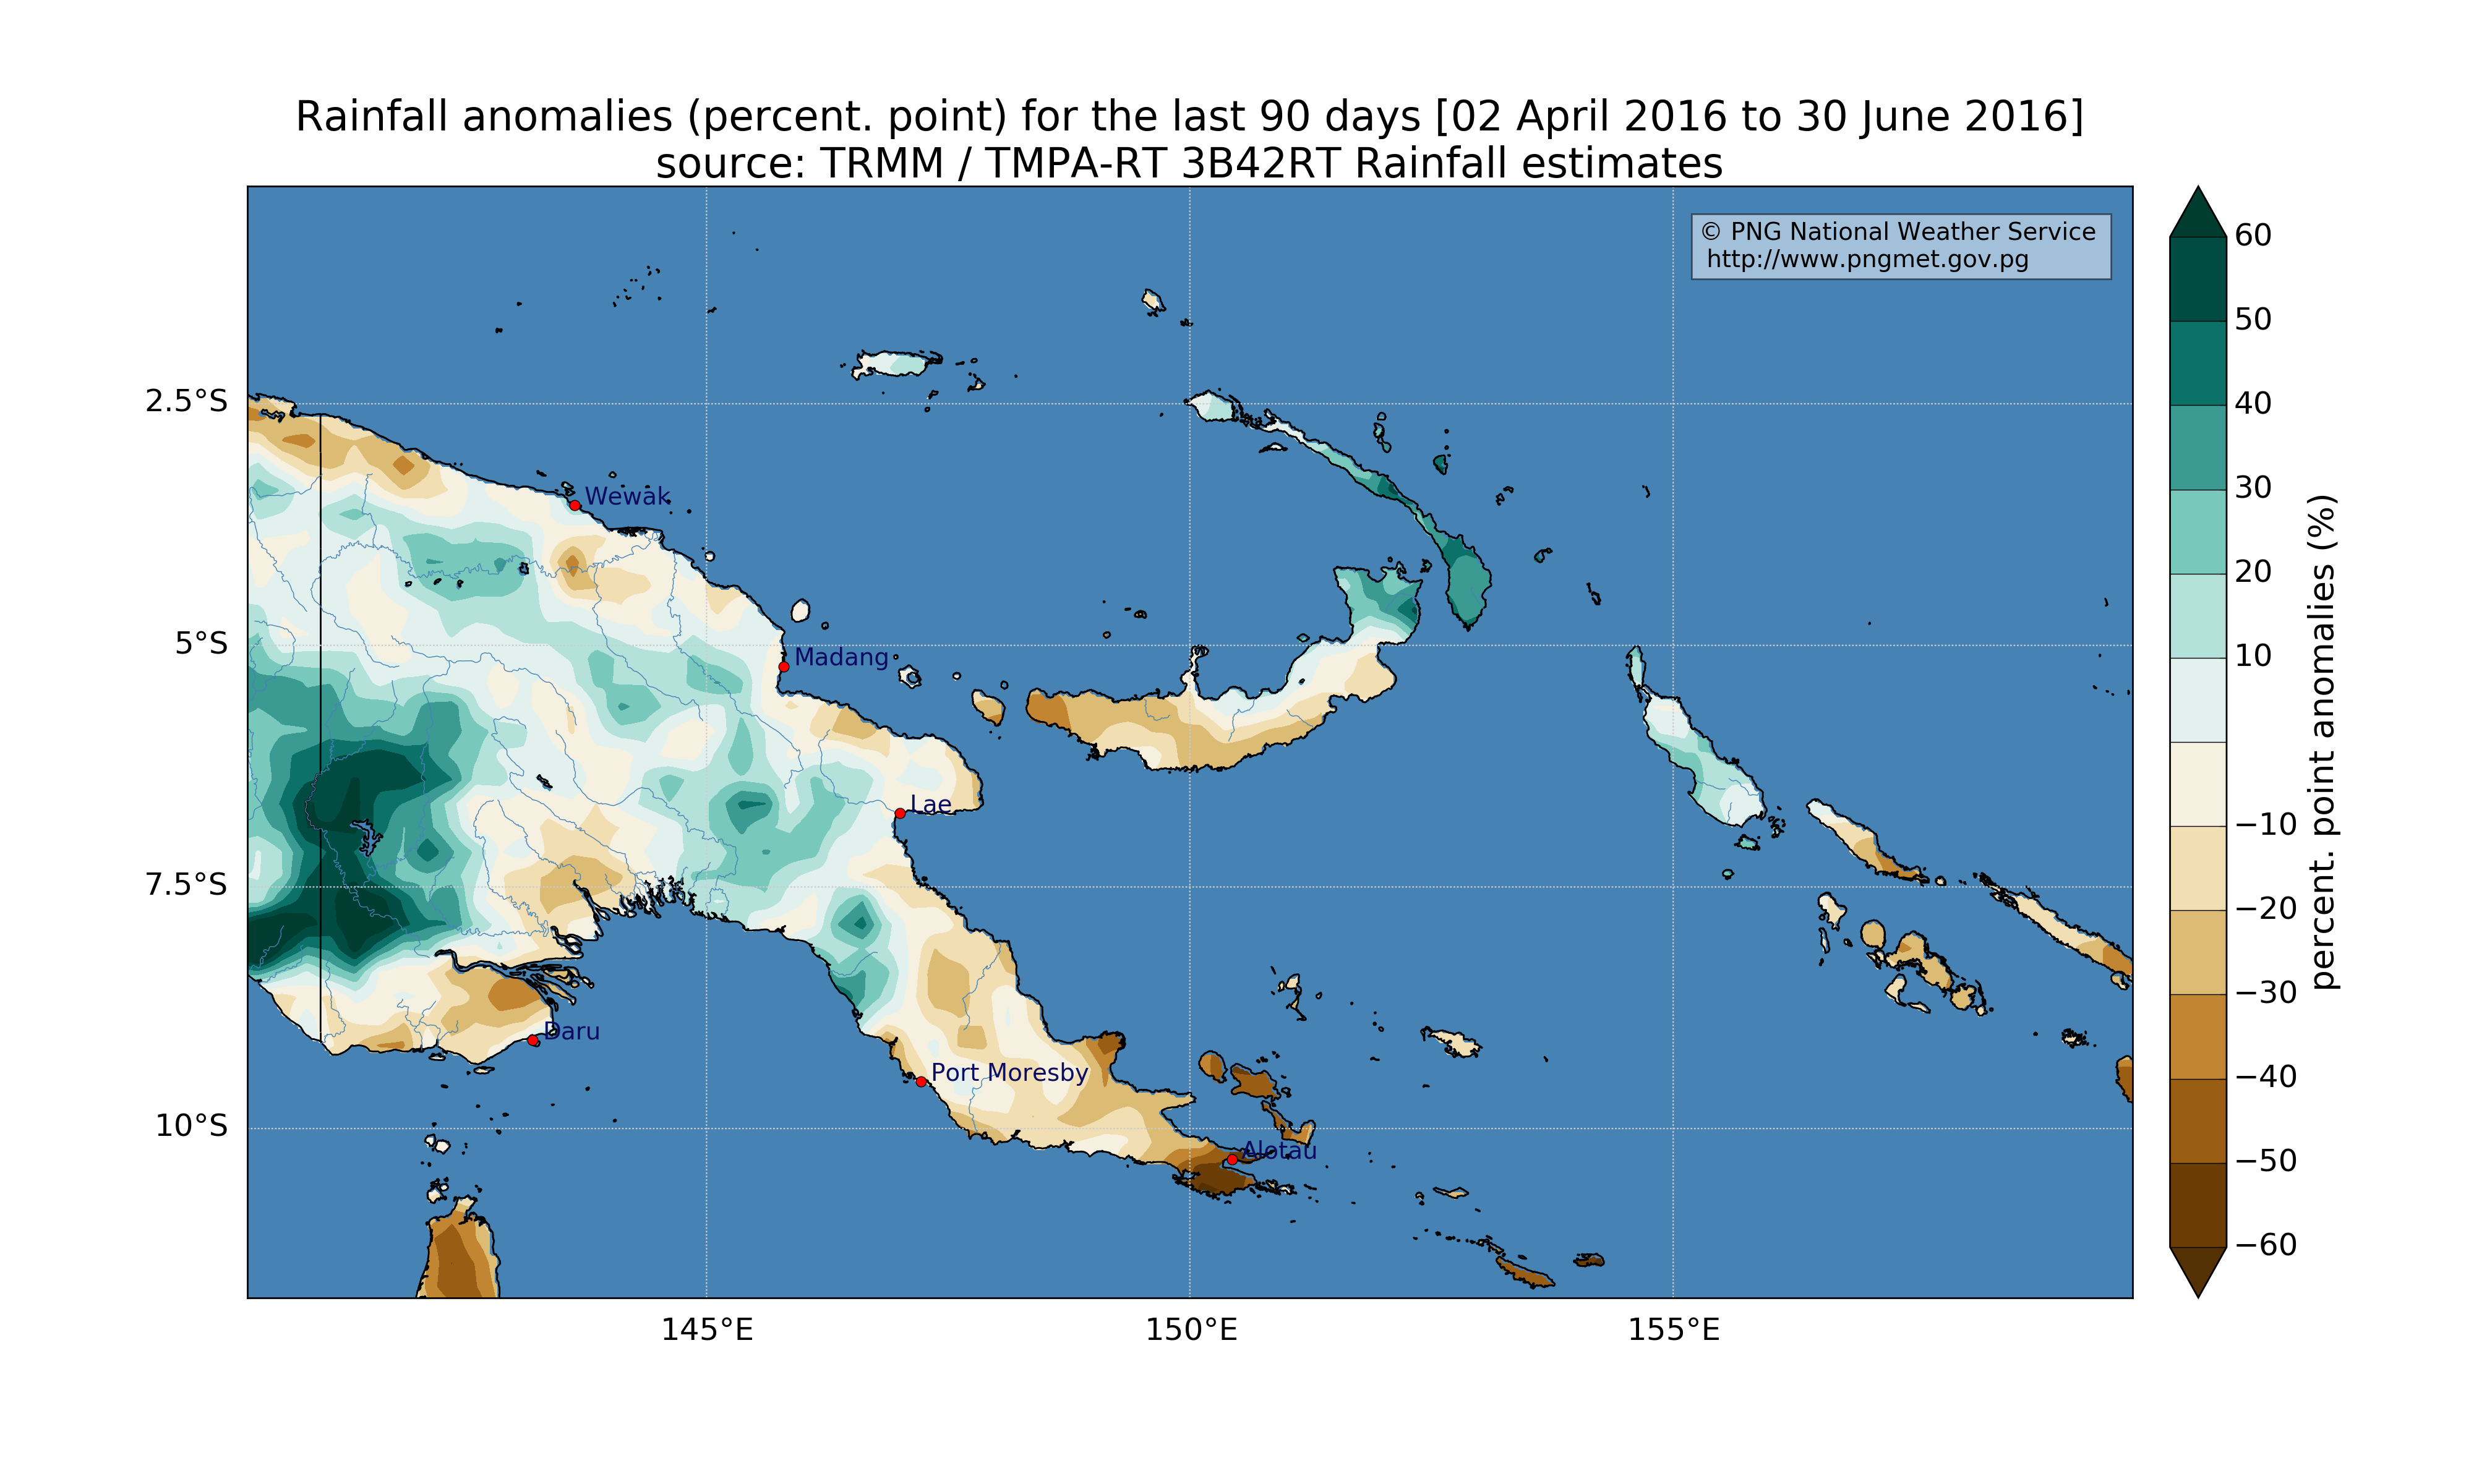 Rainfall anomalies (percent. point) for the last 90 days [02 April 2016 to 30 June 2016]
source: TRMM / TMPA-RT 3B42RT Rainfall estimates
© PNG National Weather Service
http://www.pngmet.gov.pg
2.5°S
5°S
7.5°S
10°S
Wewak
Madang
Lae
Daru
Port Moresby
Alotau
145°E
150°E
155°E
60
50
40
30
20
10
−10
−20
−30
−40
−50
−60
percent. point anomalies (%)